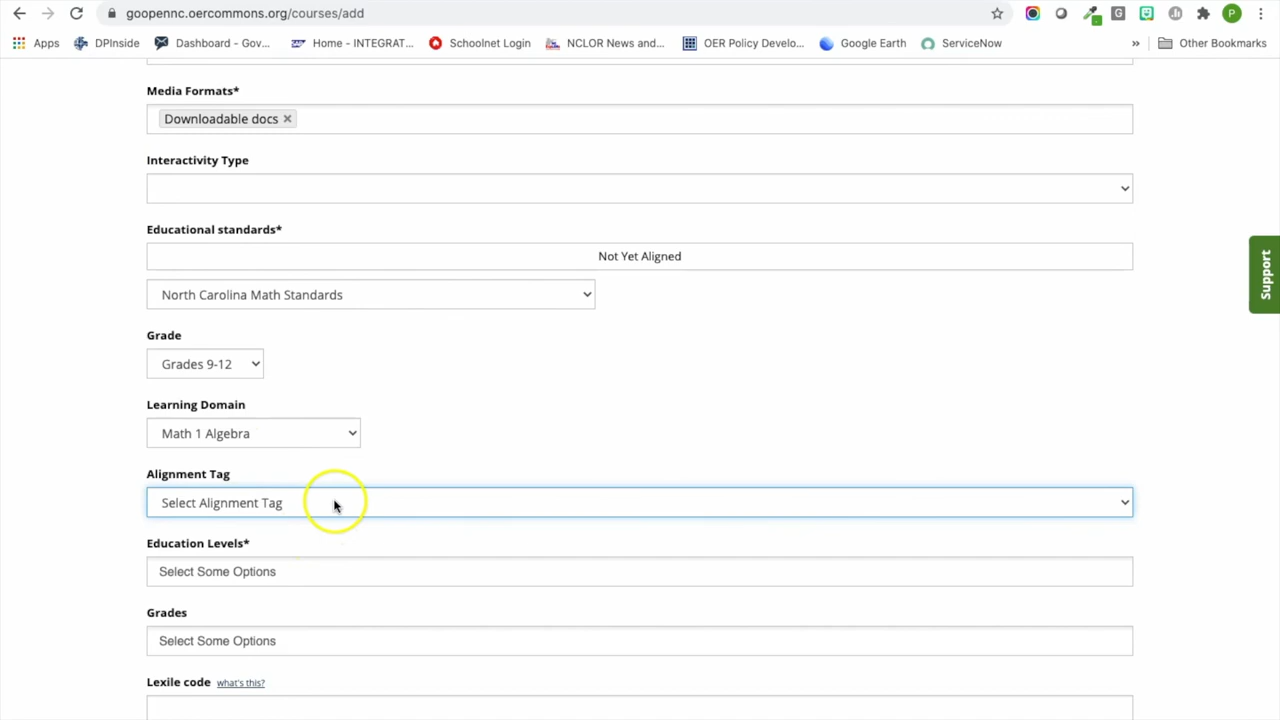 goopennc.oercommons.org/courses/add
P
Apps
DPInside
Dashboard - Gov...
Home - INTEGRAT...
Schoolnet Login
NCLOR News and...
OER Policy Develo...
Google Earth
ServiceNow
»
Other Bookmarks
Media Formats*
Downloadable docs ×
Interactivity Type
Educational standards*
Not Yet Aligned
North Carolina Math Standards
Support
Grade
Grades 9-12
Learning Domain
Math 1 Algebra
Alignment Tag
Select Alignment Tag
Education Levels*
Select Some Options
Grades
Select Some Options
Lexile code what's this?